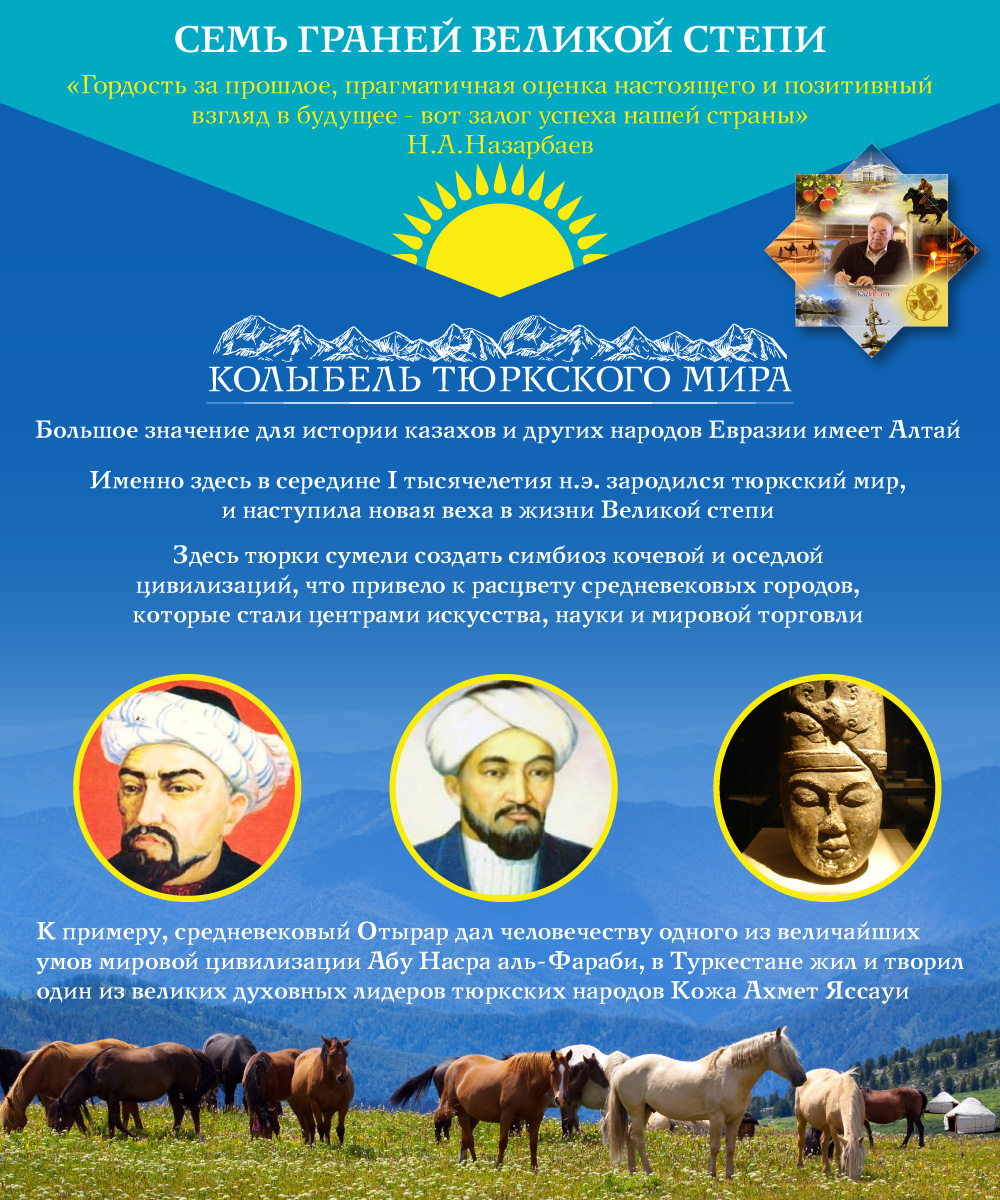 СЕМЬ ГРАНЕЙ ВЕЛИКОЙ СТЕПИ
«Гордость за прошлое, прагматичная оценка настоящего и позитивный
взгляд в будущее - вот залог успеха нашей страны»
Н.А.Назарбаев
kazinform
КОЛЫБЕЛЬ ТЮРКСКОГО МИРА
Большое значение для истории казахов и других народов Евразии имеет Алтай
Именно здесь в середине I тысячелетия н.э. зародился тюркский мир,
и наступила новая веха в жизни Великой степи
Здесь тюрки сумели создать симбиоз кочевой и оседлой
цивилизаций, что привело к расцвету средневековых городов,
которые стали центрами искусства, науки и мировой торговли
К примеру, средневековый Отырар дал человечеству одного из величайших
умов мировой цивилизации Абу Насра аль-Фараби, в Туркестане жил и творил
один из великих духовных лидеров тюркских народов Кожа Ахмет Яссауи